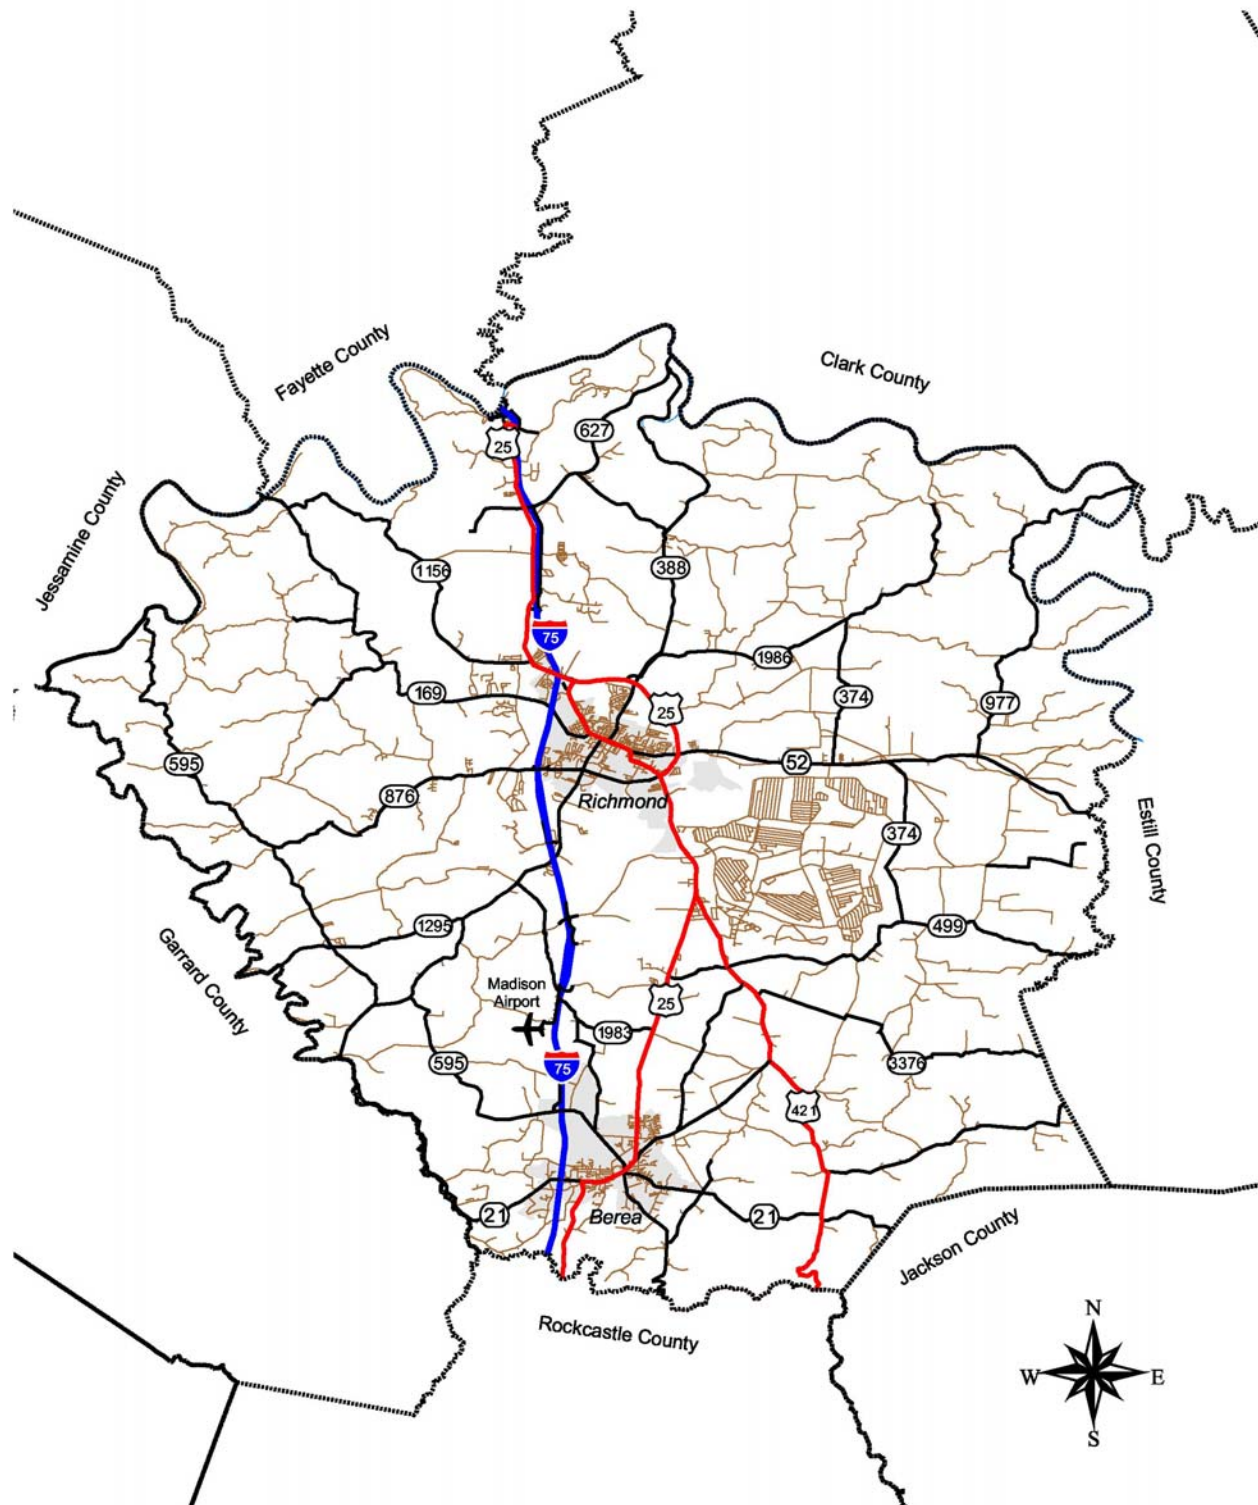 Fayette County
Clark County
627
25
Jessamine County
1156
388
75
1986
169
374
977
25
595
52
876
Richmond
374
Estill County
1295
499
Garrard County
Madison
Airport
25
1983
595
75
3376
421
21
Berea
21
Jackson County
Rockcastle County
N
W
E
S